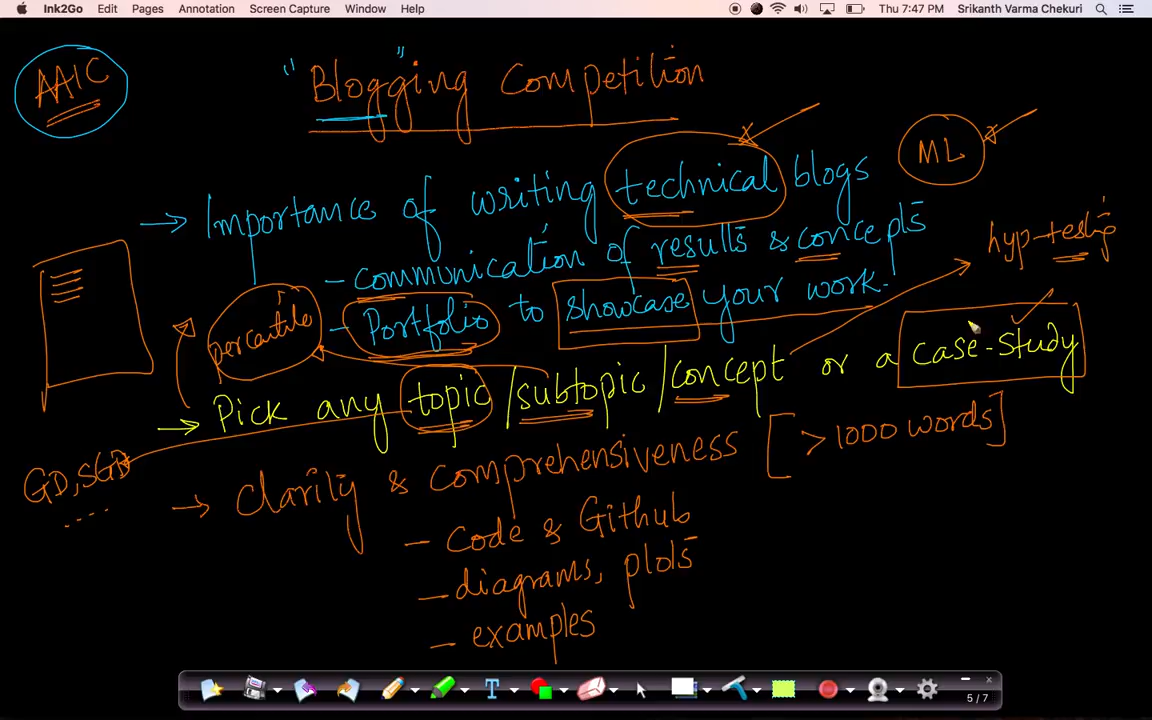 Ink2Go Edit Pages Annotation Screen Capture Window Help Thu 7:47 PM Srikanth Varma Chekuri
AAIC
"Blogging" Competition
ML
→ Importance of writing technical blogs
- communication of results & concepts
hyp-testing
- Portfolio to showcase your work.
percentile
→ Pick any topic/subtopic/concept or a case-study
GD, SGD
....
→ Clarity & comprehensiveness [>1000 words]
- Code & Github
- diagrams, plots
- examples
T
5 / 7